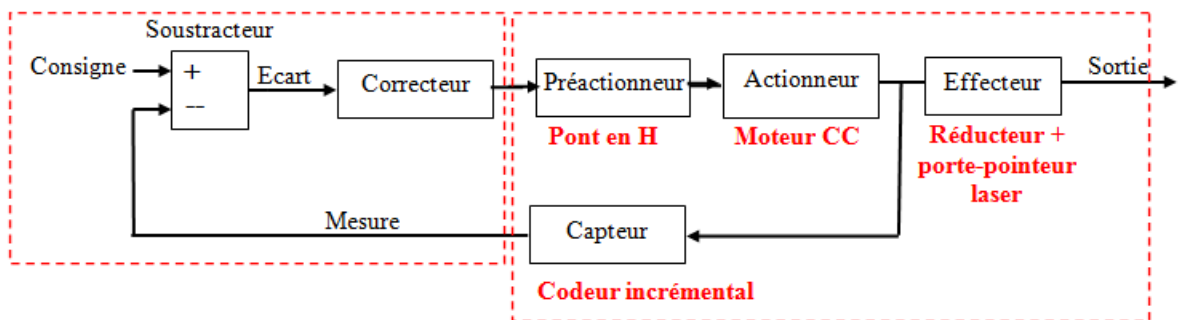 Soustracteur
Consigne
+
--
Ecart
Correcteur
Préactionneur
Actionneur
Effecteur
Sortie
Pont en H
Moteur CC
Réducteur +
porte-pointeur
laser
Mesure
Capteur
Codeur incrémental